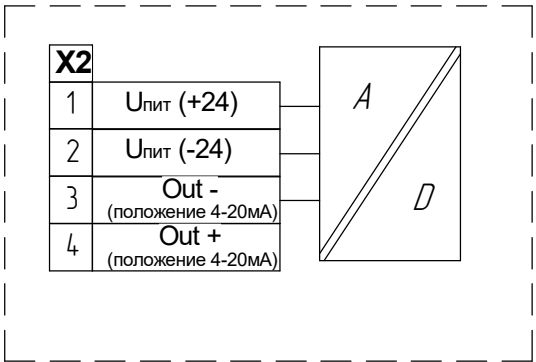 X2
1 Uпит (+24)
2 Uпит (-24)
3 Out -
(положение 4-20мА)
4 Out +
(положение 4-20мА)
A
D